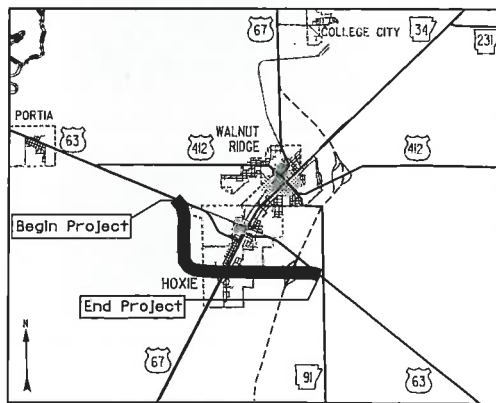 COLLEGE CITY
67
34
231
PORTIA
63
WALNUT
RIDGE
412
412
Begin Project
HOXIE
End Project
N
67
91
63